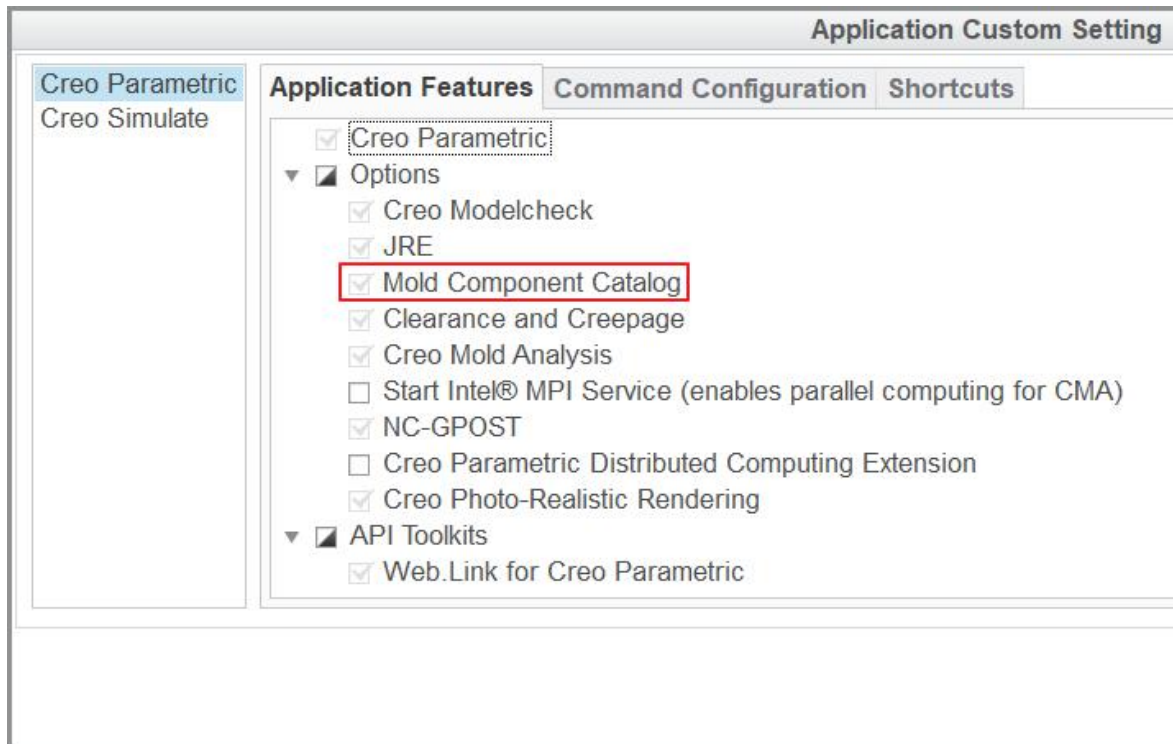 Application Custom Setting
Creo Parametric
Creo Simulate
Application Features Command Configuration Shortcuts
Creo Parametric
Options
Creo Modelcheck
JRE
Mold Component Catalog
Clearance and Creepage
Creo Mold Analysis
Start Intel® MPI Service (enables parallel computing for CMA)
NC-GPOST
Creo Parametric Distributed Computing Extension
Creo Photo-Realistic Rendering
API Toolkits
Web.Link for Creo Parametric